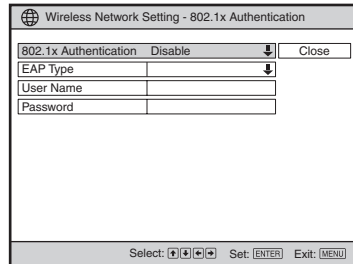 Wireless Network Setting - 802.1x Authentication
802.1x Authentication Disable Close
EAP Type
User Name
Password
Select: Set: ENTER Exit: MENU